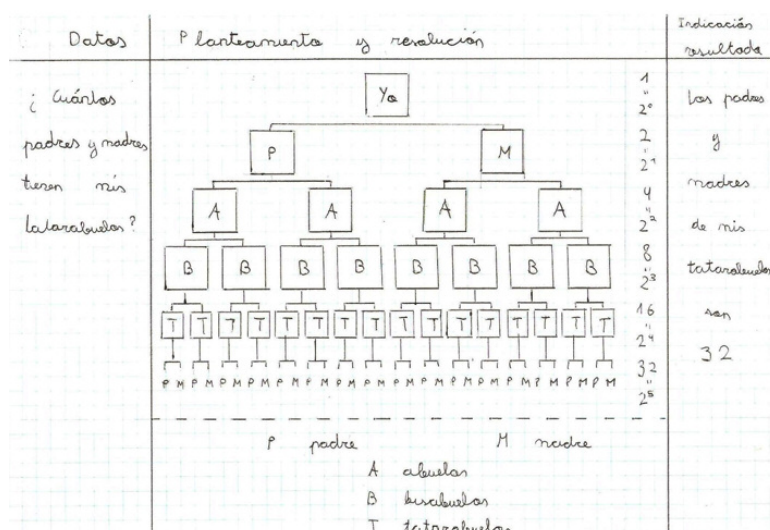 Datos
Planteamiento y resolución
Indicación
resultado
¿Cuántos
padres y madres
tienen mis
tatarabuelos?
Yo
P M
A A A A
B B B B B B B B
T T T T T T T T T T T T T T T T
P M P M P M P M P M P M P M P M P M P M P M P M P M P M P M P M
1
"
2⁰
2
"
2¹
4
"
2²
8
"
2³
16
"
2⁴
32
"
2⁵
Los padres
y
madres
de mis
tatarabuelos
son
32
P padre M madre
A abuelos
B bisabuelos
T tatarabuelos